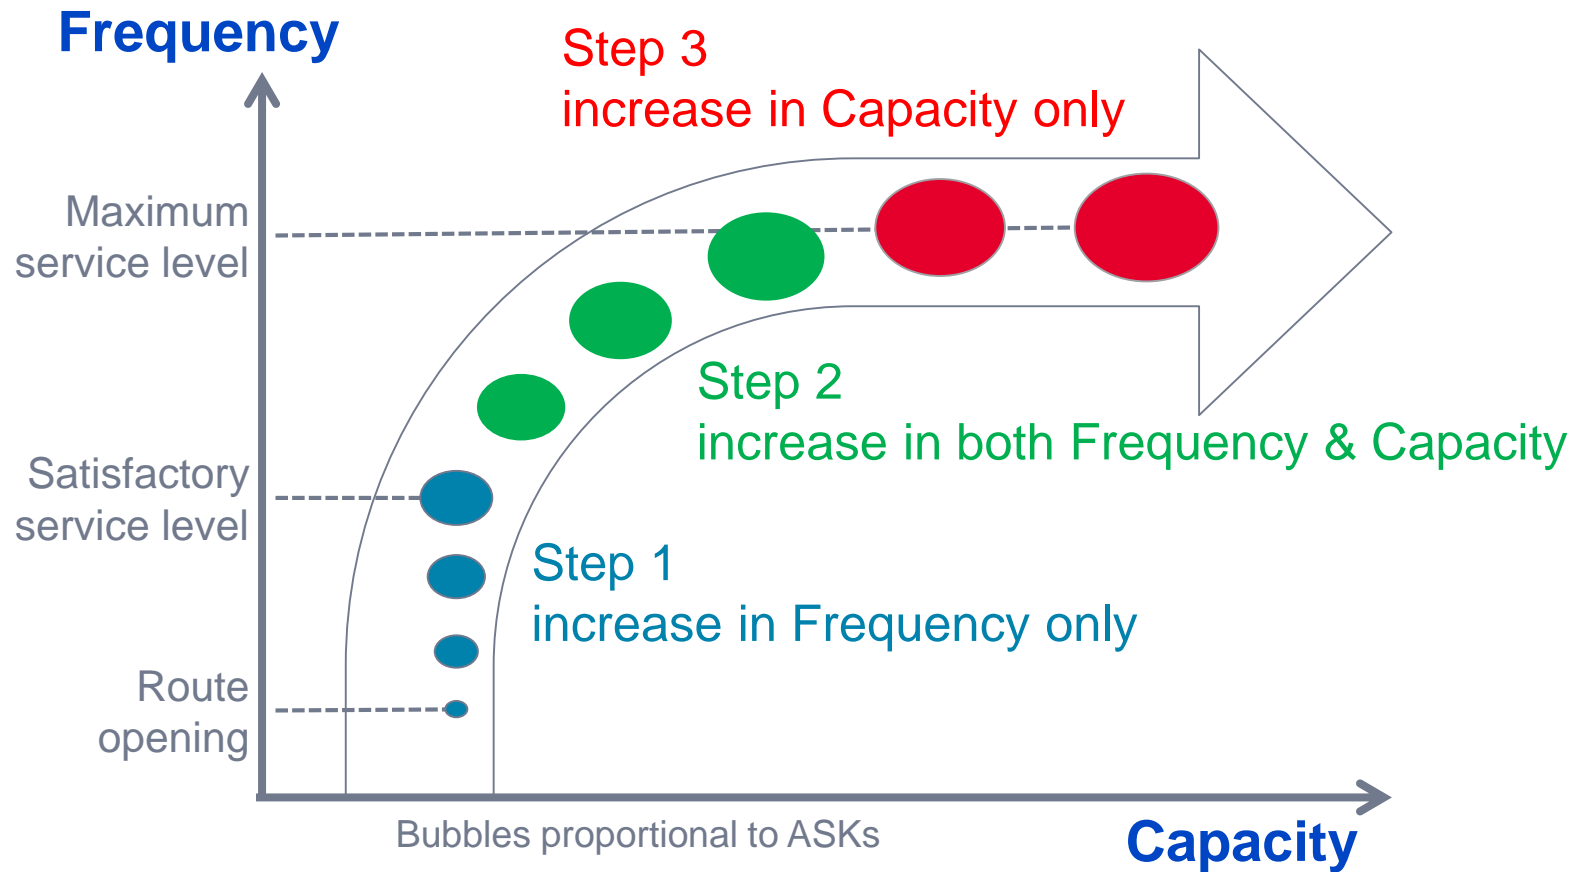 Frequency
Step 3
increase in Capacity only
Maximum
service level
Step 2
increase in both Frequency & Capacity
Satisfactory
service level
Step 1
increase in Frequency only
Route
opening
Bubbles proportional to ASKs
Capacity